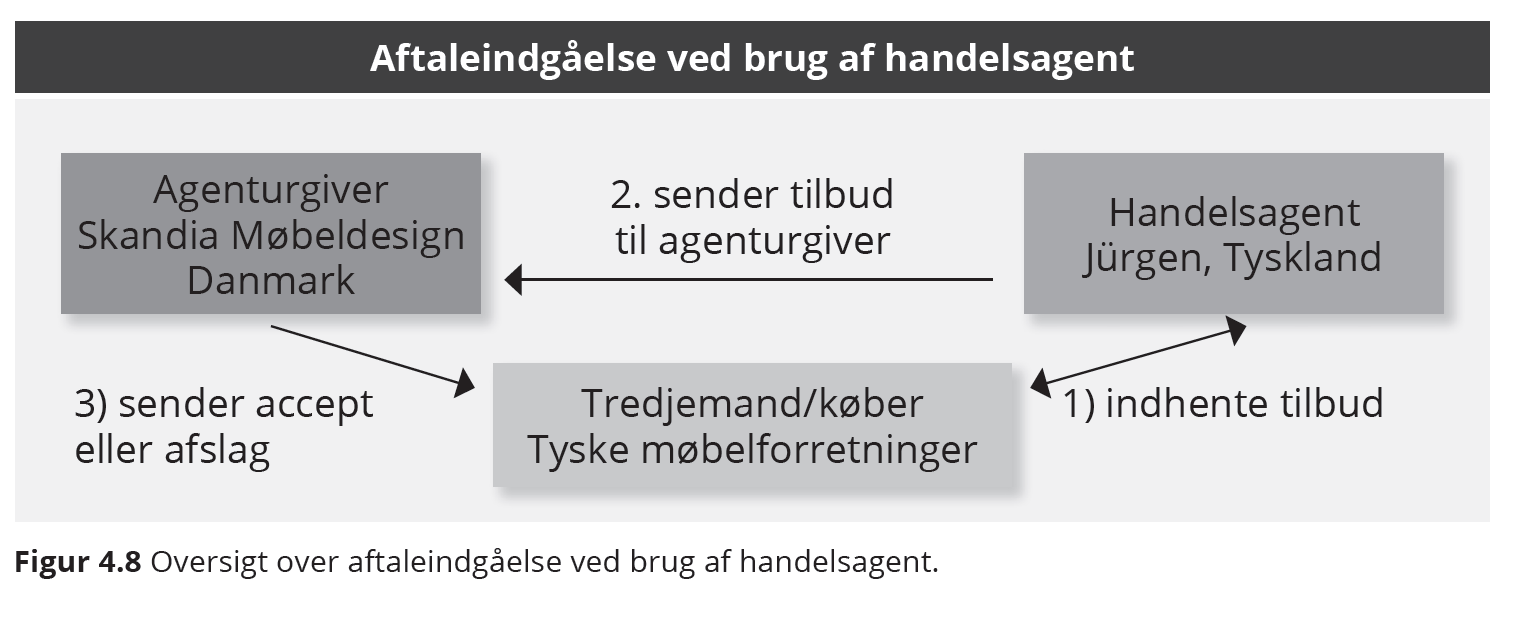 Aftaleindgåelse ved brug af handelsagent
Agenturgiver
Skandia Møbeldesign
Danmark
2. sender tilbud
til agenturgiver
Handelsagent
Jürgen, Tyskland
3) sender accept
eller afslag
Tredjemand/køber
Tyske møbelforretninger
1) indhente tilbud
Figur 4.8 Oversigt over aftaleindgåelse ved brug af handelsagent.